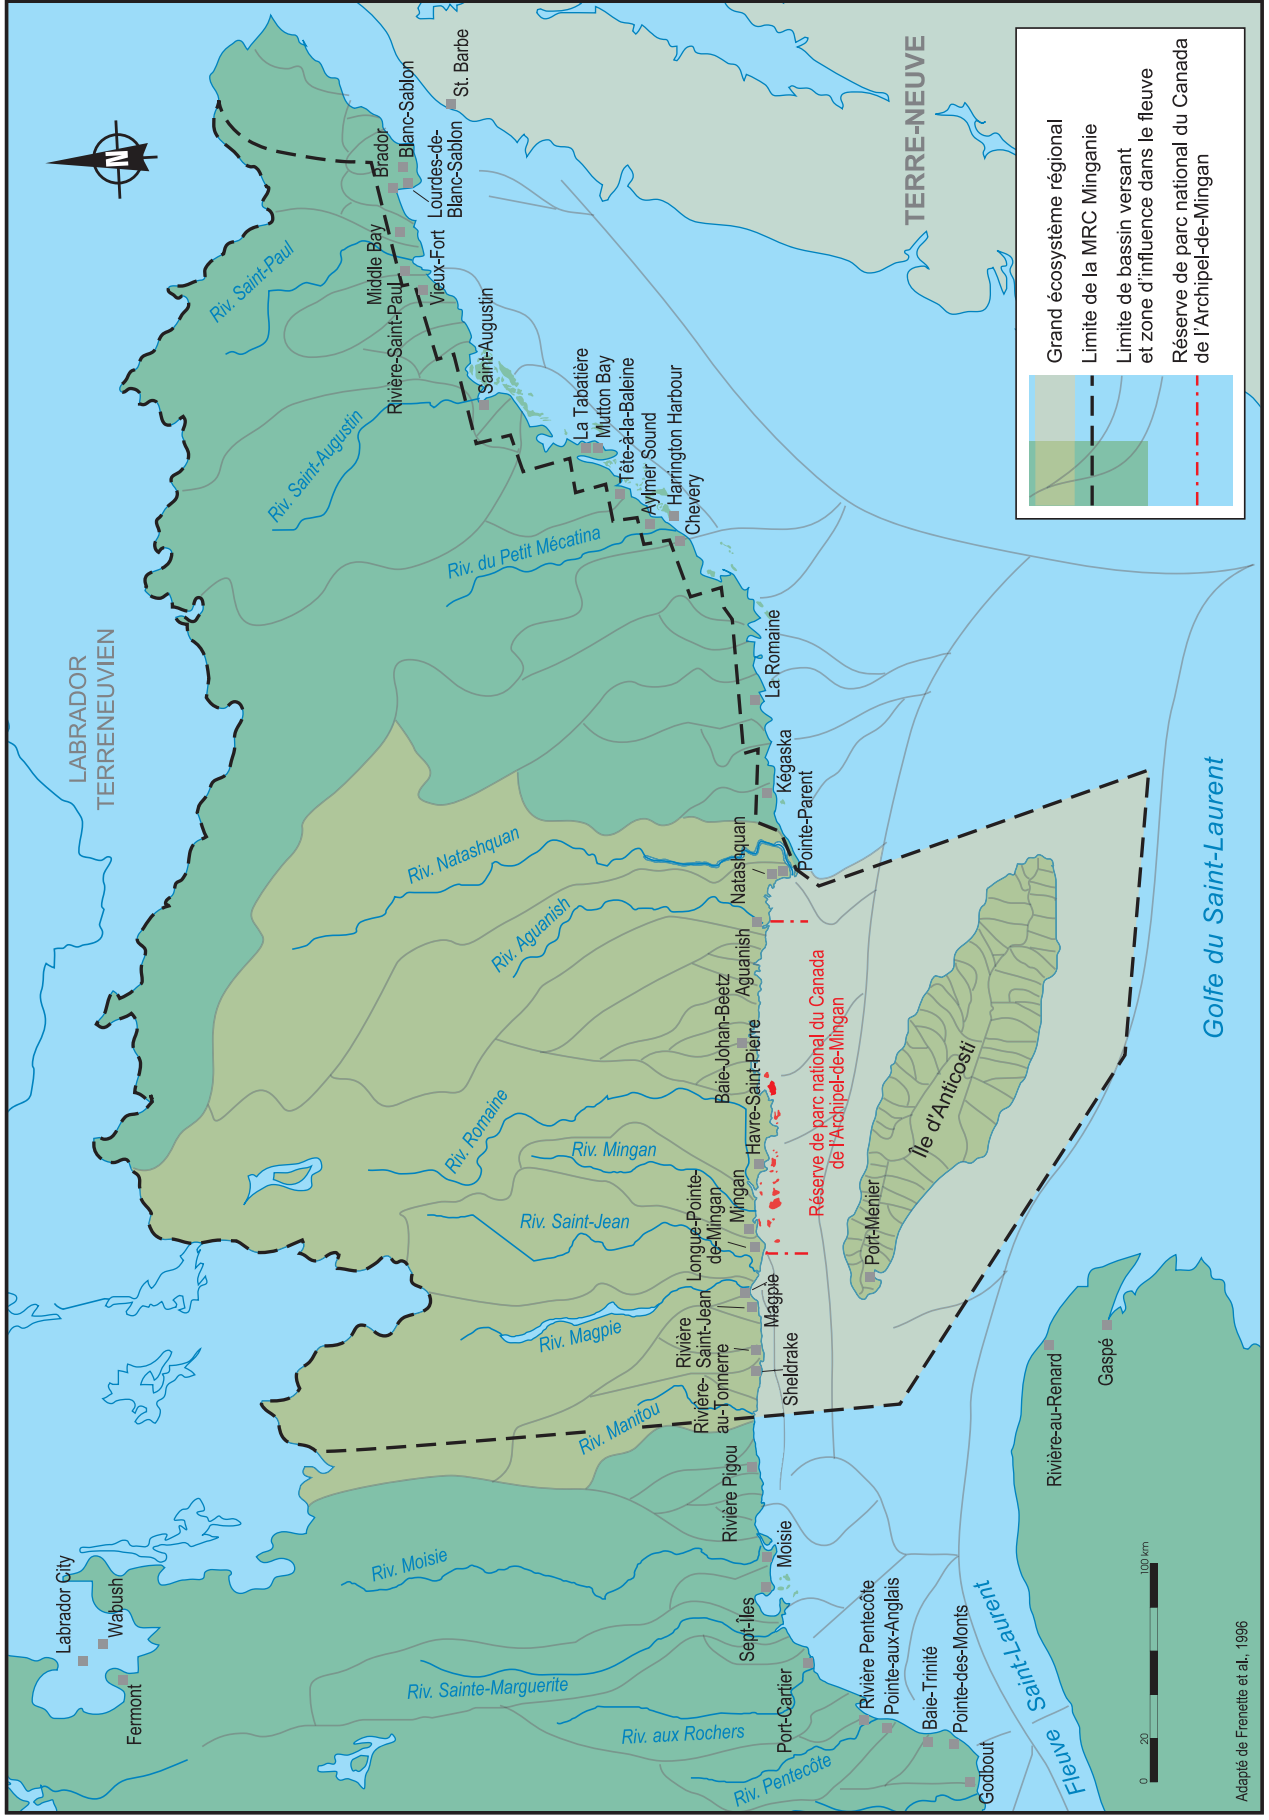 LABRADOR
TERRENEUVIEN
TERRE-NEUVE
N
Labrador City
Wabush
Fermont
Riv. Moisie
Riv. Sainte-Marguerite
Riv. aux Rochers
Riv. Pentecôte
Riv. Manitou
Riv. Magpie
Riv. Saint-Jean
Riv. Mingan
Riv. Romaine
Riv. Aguanish
Riv. Natashquan
Riv. du Petit Mécatina
Riv. Saint-Augustin
Riv. Saint-Paul
Godbout
Pointe-des-Monts
Baie-Trinité
Pointe-aux-Anglais
Rivière Pentecôte
Port-Cartier
Sept-Îles
Moisie
Rivière Pigou
Rivière-
au-Tonnerre
Sheldrake
Rivière
Saint-Jean
Magpie
Longue-Pointe-
de-Mingan
Mingan
Havre-Saint-Pierre
Baie-Johan-Beetz
Aguanish
Natashquan
Pointe-Parent
Kégaska
La Romaine
Chevery
Harrington Harbour
Aylmer Sound
Tête-à-la-Baleine
Mutton Bay
La Tabatière
Saint-Augustin
Rivière-Saint-Paul
Vieux-Fort
Middle Bay
Brador
Lourdes-de-
Blanc-Sablon
Blanc-Sablon
St. Barbe
Réserve de parc national du Canada
de l'Archipel-de-Mingan
Port-Menier
Île d'Anticosti
Rivière-au-Renard
Gaspé
Golfe du Saint-Laurent
Fleuve Saint-Laurent
Grand écosystème régional
Limite de la MRC Minganie
Limite de bassin versant
et zone d'influence dans le fleuve
Réserve de parc national du Canada
de l'Archipel-de-Mingan
0 20 100 km
Adapté de Frenette et al., 1996